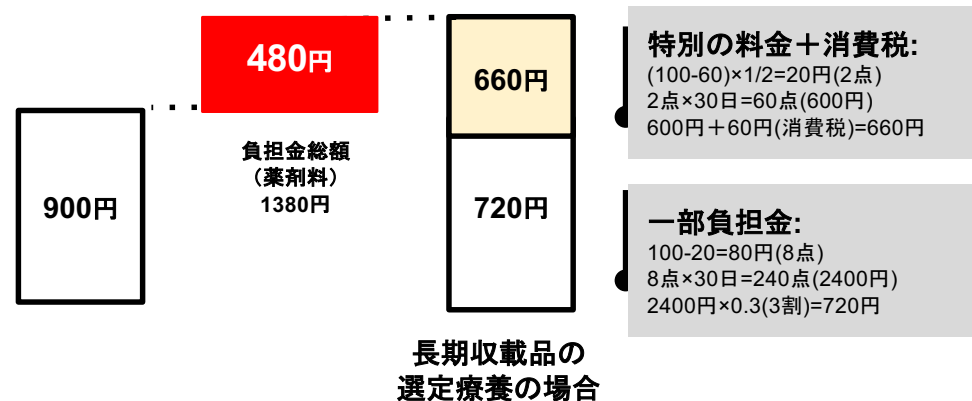 900円
480円
負担金総額
（薬剤料）
1380円
660円
720円
長期収載品の
選定療養の場合
特別の料金＋消費税:
(100-60)×1/2=20円(2点)
2点×30日=60点(600円)
600円＋60円(消費税)=660円
一部負担金:
100-20=80円(8点)
8点×30日=240点(2400円)
2400円×0.3(3割)=720円